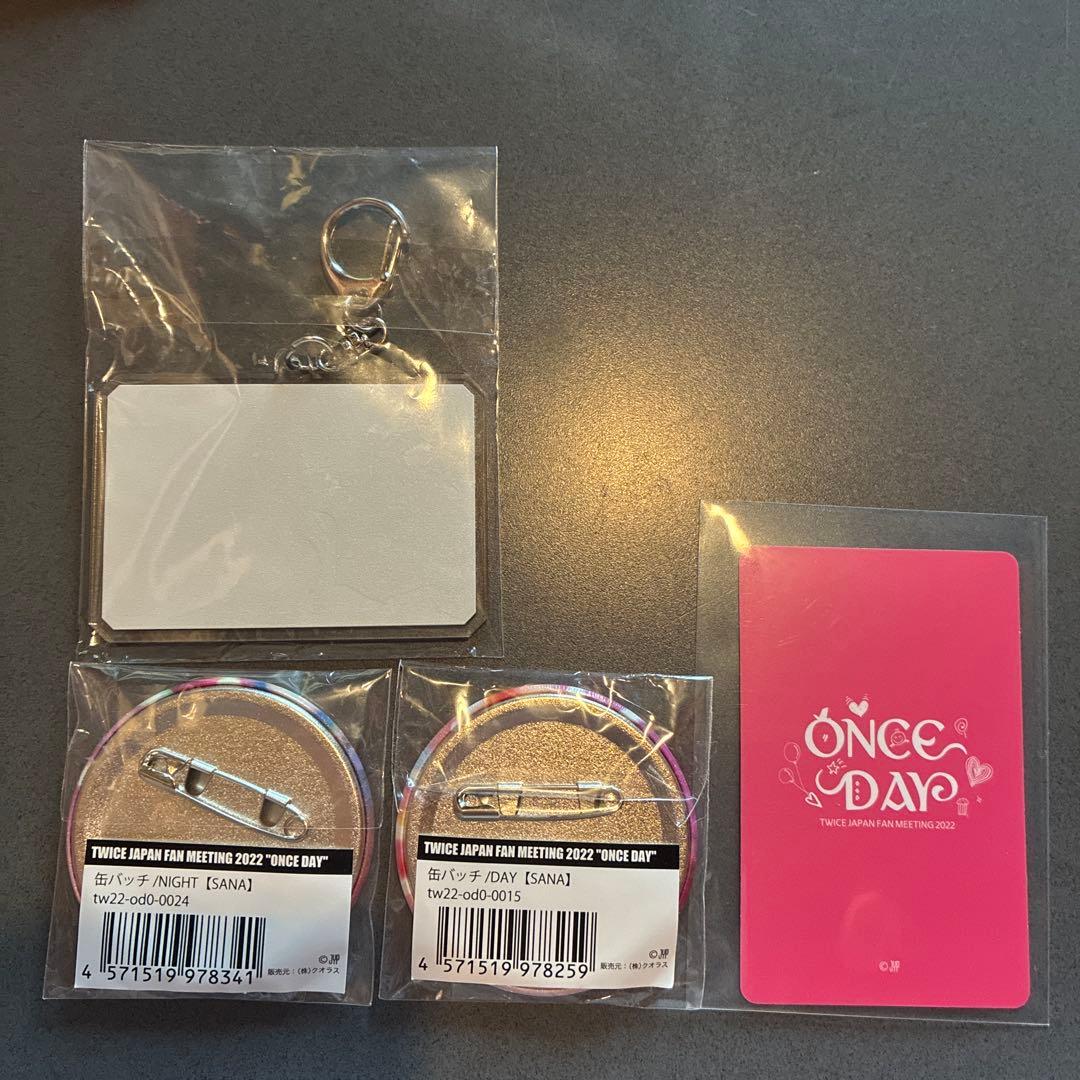 TWICE JAPAN FAN MEETING 2022 "ONCE DAY"
缶バッチ/NIGHT【SANA】
tw22-od0-0024
4 571519 978341
© JYP
販売元：(株)クオラス
TWICE JAPAN FAN MEETING 2022 "ONCE DAY"
缶バッチ/DAY【SANA】
tw22-od0-0015
4 571519 978259
© JYP
販売元：(株)クオラス
ONCE
DAY
TWICE JAPAN FAN MEETING 2022
© JYP